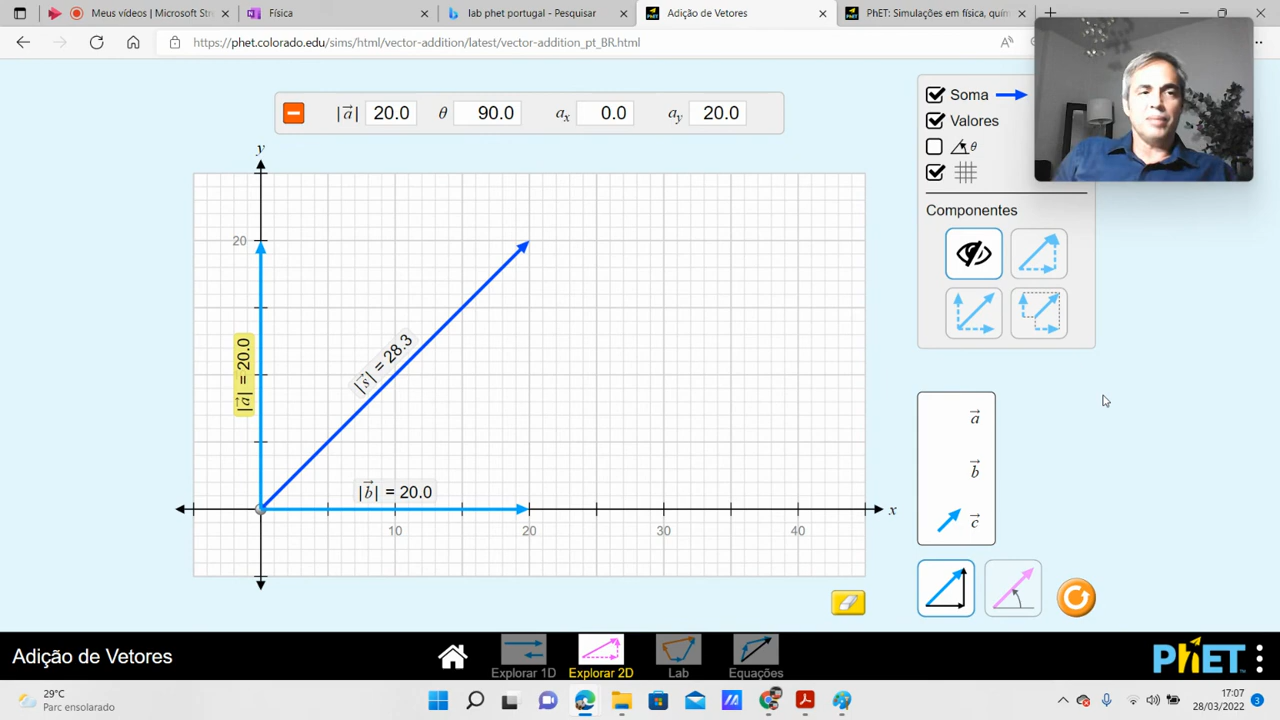 Meus vídeos | Microsoft St
Física
lab phet portugal - Pesquisar
Adição de Vetores
PhET: Simulações em física, quím
https://phet.colorado.edu/sims/html/vector-addition/latest/vector-addition_pt_BR.html
|a⃗| 20.0 θ 90.0 aₓ 0.0 aᵧ 20.0
Soma
Valores
θ
Componentes
y
20
|a⃗| = 20.0
|s⃗| = 28.3
|b⃗| = 20.0
x
10 20 30 40
a⃗
b⃗
c⃗
Adição de Vetores
Explorar 1D
Explorar 2D
Lab
Equações
PhET
29°C
Parc ensolarado
17:07
28/03/2022
3